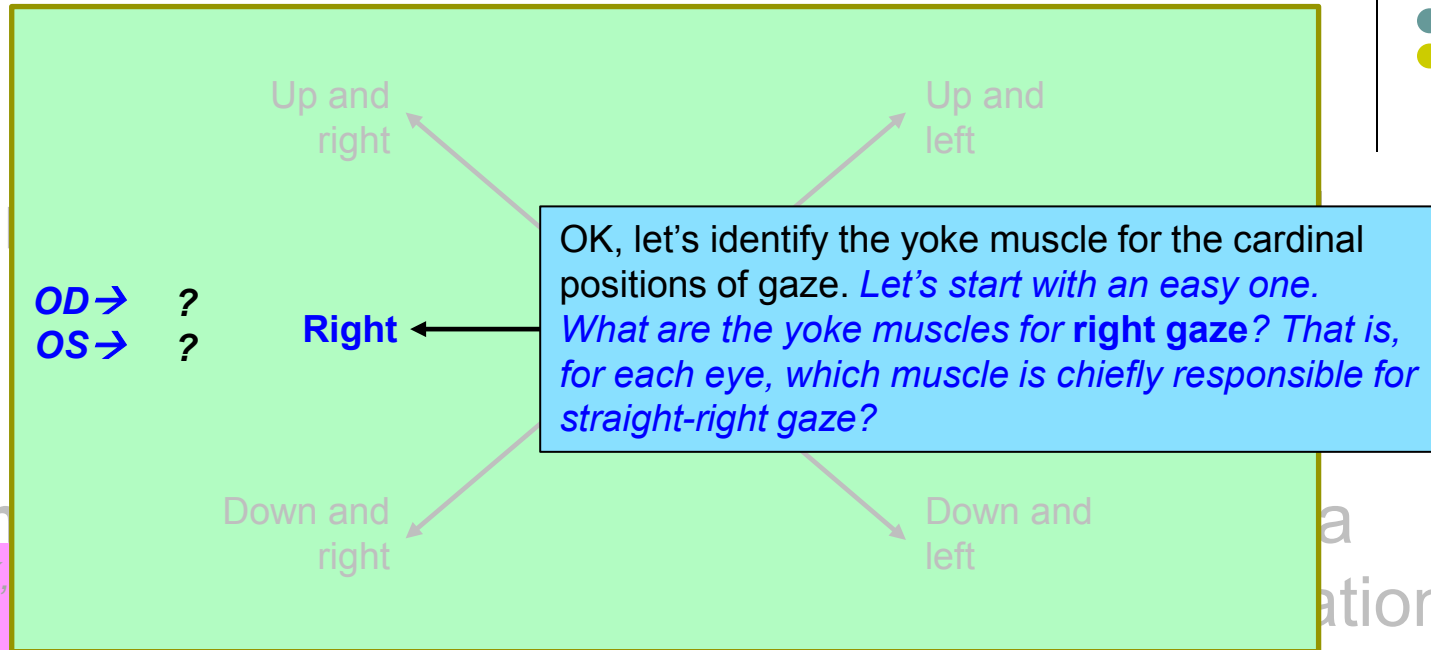 Up and
right
Up and
left
OK, let's identify the yoke muscle for the cardinal
positions of gaze. Let's start with an easy one.
What are the yoke muscles for right gaze? That is,
for each eye, which muscle is chiefly responsible for
straight-right gaze?
OD→ ?
OS→ ?
Right
Down and
right
Down and
left
a